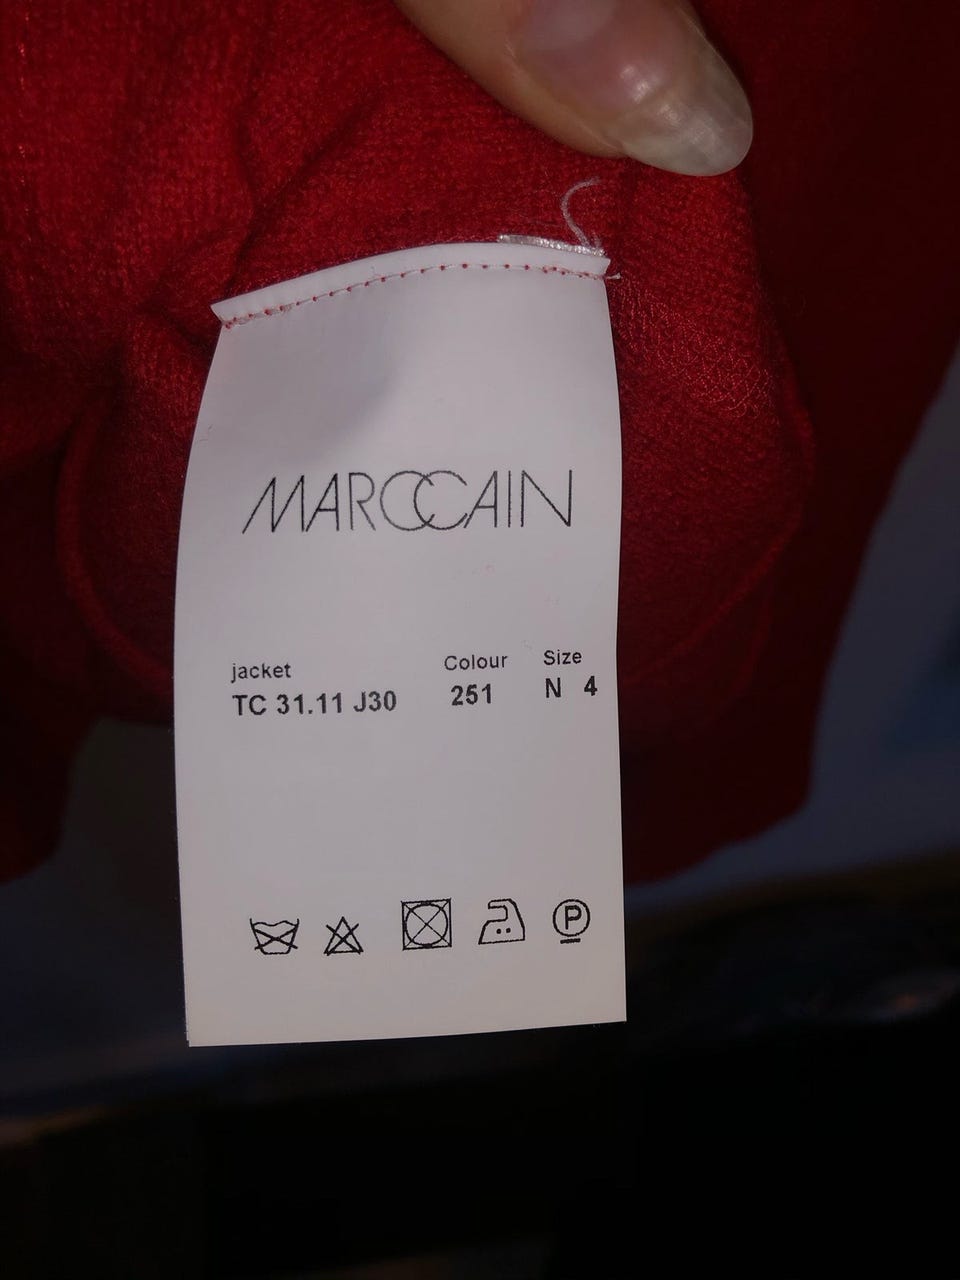 MARCCAIN
jacket Colour Size
TC 31.11 J30 251 N 4
P